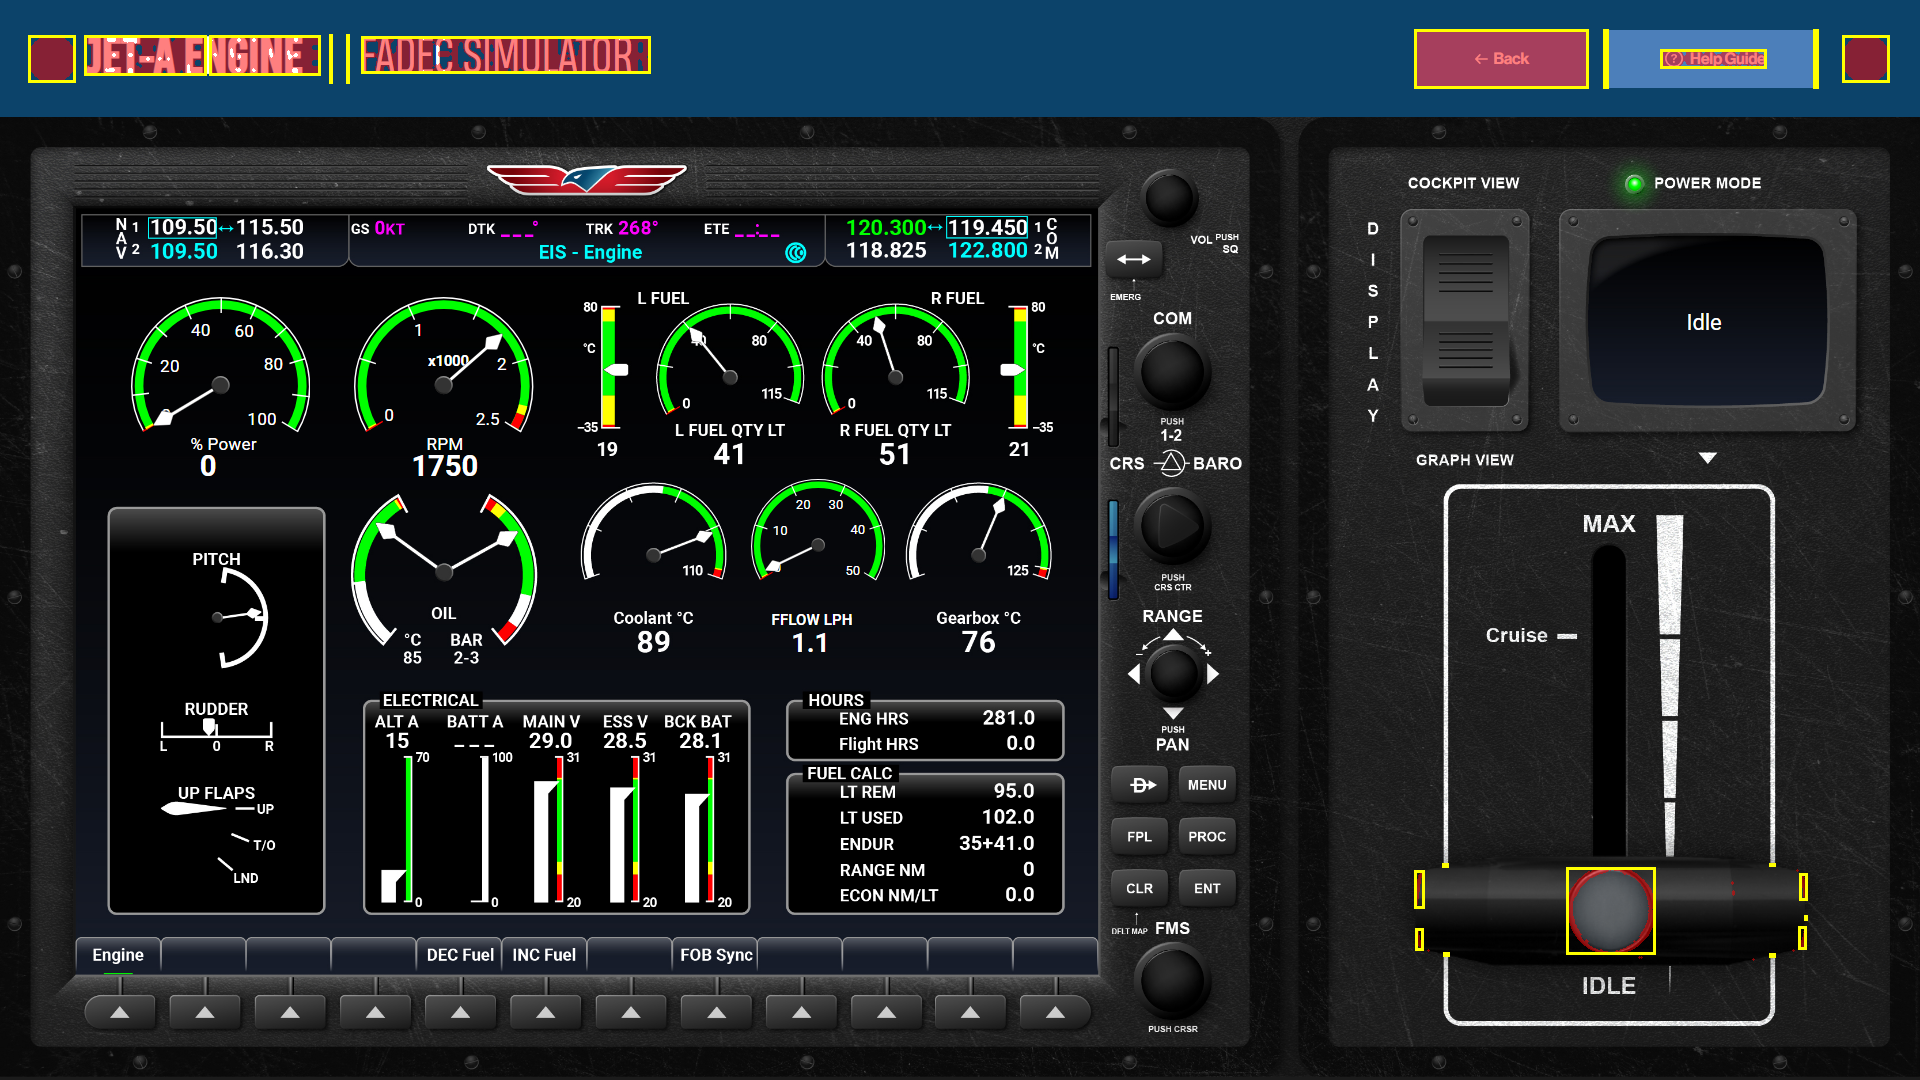 JET-A ENGINE
FADEC SIMULATOR
← Back
Help Guide
N A V
1 109.50↔115.50
2 109.50 116.30
GS 0KT
DTK _ _ _°
TRK 268°
ETE _ _:_ _
EIS - Engine
120.300↔119.450 1
118.825 122.800 2
C O M
20 40 60 80 100
% Power
0
0 1 2 2.5
x1000
RPM
1750
L FUEL
80
°C
-35
19
0 40 80 115
L FUEL QTY LT
41
R FUEL
0 40 80 115
R FUEL QTY LT
51
80
°C
-35
21
PITCH
RUDDER
L 0 R
UP FLAPS
UP
T/O
LND
OIL
°C BAR
85 2-3
110
Coolant °C
89
0 10 20 30 40 50
FFLOW LPH
1.1
125
Gearbox °C
76
ELECTRICAL
ALT A BATT A MAIN V ESS V BCK BAT
15 _ _ _ 29.0 28.5 28.1
70 100 31 31 31
0 0 20 20 20
HOURS
ENG HRS 281.0
Flight HRS 0.0
FUEL CALC
LT REM 95.0
LT USED 102.0
ENDUR 35+41.0
RANGE NM 0
ECON NM/LT 0.0
Engine
DEC Fuel
INC Fuel
FOB Sync
VOL PUSH SQ
EMERG
COM
PUSH
1-2
CRS BARO
PUSH
CRS CTR
RANGE
- +
PUSH
PAN
D MENU
FPL PROC
CLR ENT
DFLT MAP
FMS
PUSH CRSR
COCKPIT VIEW
POWER MODE
DISPLAY
Idle
GRAPH VIEW
MAX
Cruise
IDLE